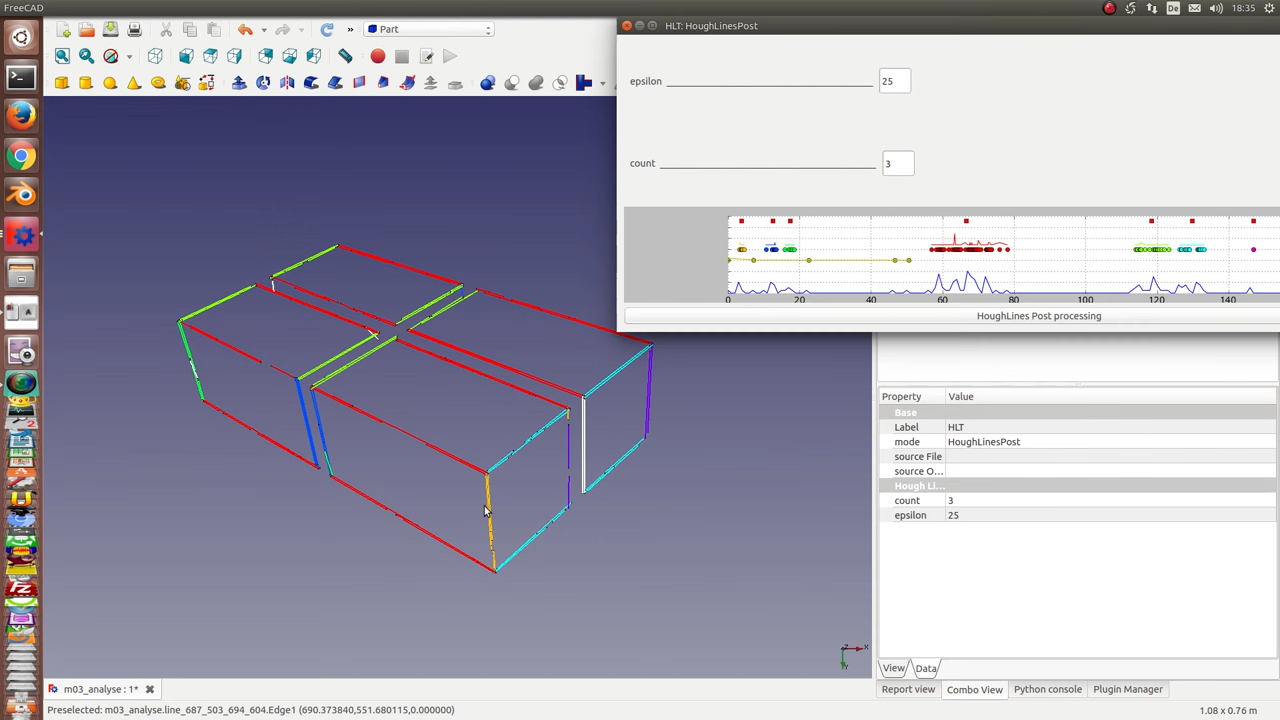 FreeCAD
De
18:35
Part
HLT: HoughLinesPost
epsilon
25
count
3
0
20
40
60
80
100
120
140
HoughLines Post processing
Property Value
Base
Label HLT
mode HoughLinesPost
source File
source O...
Hough Li...
count 3
epsilon 25
x
y
View Data
m03_analyse : 1*
Report view Combo View Python console Plugin Manager
Preselected: m03_analyse.line_687_503_694_604.Edge1 (690.373840,551.680115,0.000000)
1.08 x 0.76 m